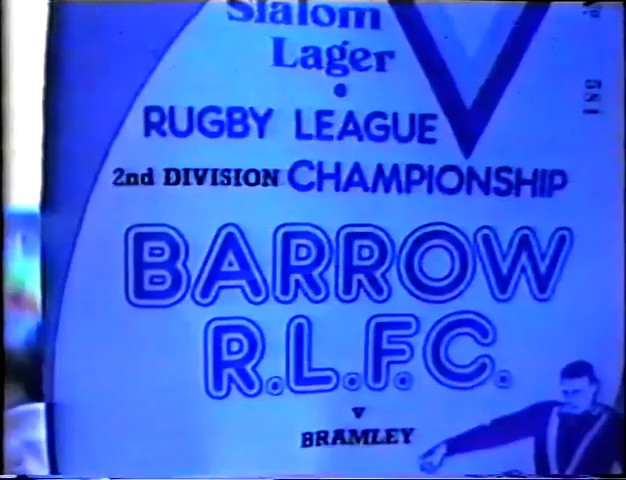 Slalom
Lager
RUGBY LEAGUE
2nd DIVISION CHAMPIONSHIP
BARROW
R.L.F.C.
v
BRAMLEY